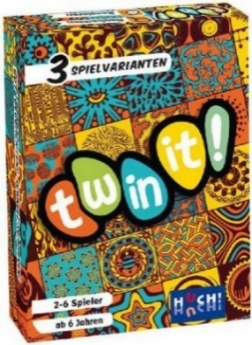 3 SPIELVARIANTEN
twin it!
2-6 Spieler
ab 6 Jahren
HUCH!